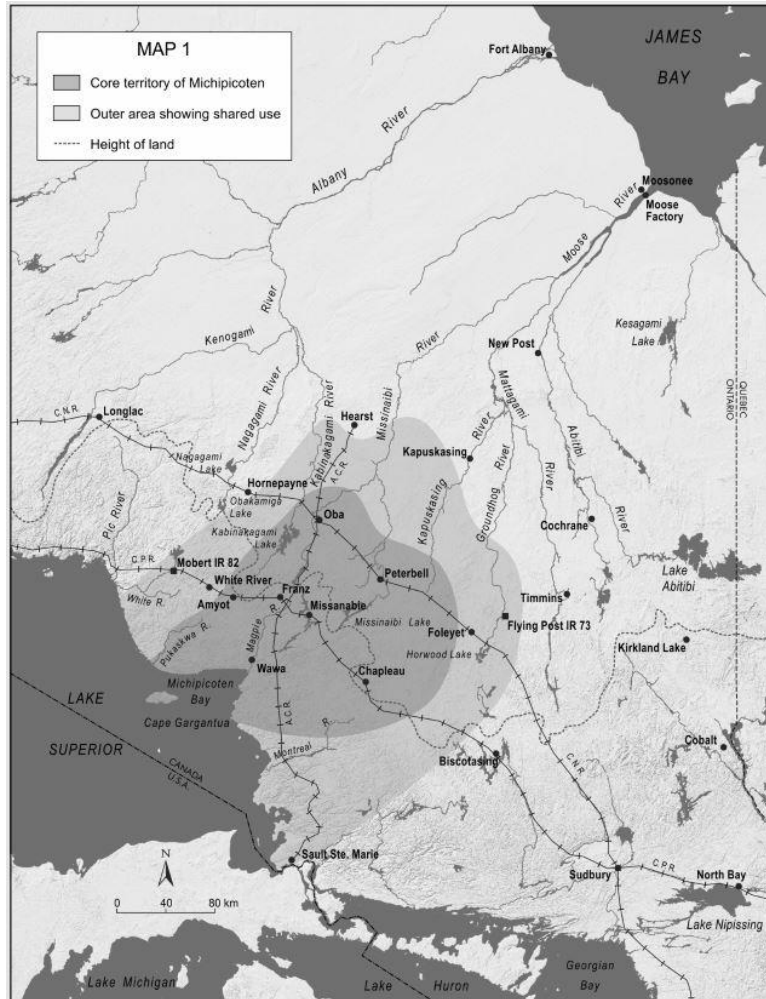 MAP 1
Core territory of Michipicoten
Outer area showing shared use
Height of land
JAMES
BAY
Fort Albany
Albany
River
Moosonee
Moose
Factory
River
Moose
River
Kenogami
Kesagami
Lake
River
New Post
QUEBEC
ONTARIO
C.N.R.
Longlac
Nagagami River
Kabinakagami River
Hearst
A.C.R.
Missinaibi
Mattagami
River
Kapuskasing
River
Abitibi
River
Nagagami
Lake
Hornepayne
Obakamiga
Lake
Pic River
Oba
Kapuskasing
Groundhog
River
Cochrane
Kabinakagami
Lake
C.P.R.
Mobert IR 82
Peterbell
Lake
Abitibi
White River
Franz
White R.
Amyot
Missanabie
Missinaibi Lake
Timmins
Flying Post IR 73
Pukaskwa R.
Magpie R.
Foleyet
Kirkland Lake
Wawa
Horwood Lake
Chapleau
Michipicoten
Bay
Cape Gargantua
LAKE
SUPERIOR
A.C.R.
Montreal R.
Biscotasing
C.N.R.
Cobalt
CANADA
U.S.A.
N
Sault Ste. Marie
Sudbury
C.P.R.
North Bay
0 40 80 km
Lake Nipissing
Lake Michigan
Lake Huron
Georgian
Bay